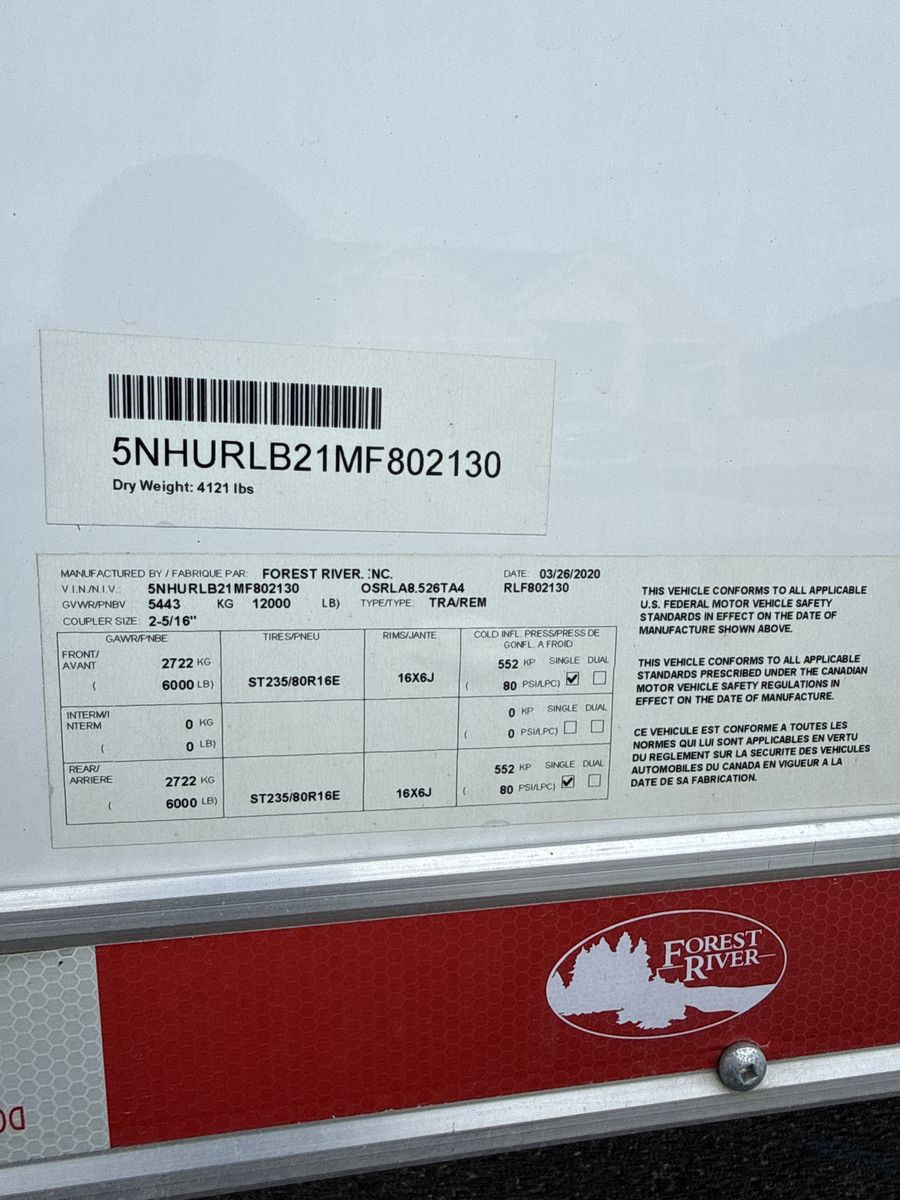 5NHURLB21MF802130
Dry Weight: 4121 lbs
MANUFACTURED BY / FABRIQUE PAR: FOREST RIVER. INC. DATE: 03/26/2020
V.I.N./N.I.V.: 5NHURLB21MF802130 OSRLA8.526TA4 RLF802130
GVWR/PNBV 5443 KG 12000 LB) TYPE/TYPE: TRA/REM
COUPLER SIZE: 2-5/16"
GAWR/PNBE TIRES/PNEU RIMS/JANTE COLD INFL. PRESS/PRESS DE
GONFL. A FROID
FRONT/
AVANT 2722 KG 552 KP SINGLE DUAL
( 6000 LB) ST235/80R16E 16X6J ( 80 PSI/LPC)
INTERM/I
NTERM 0 KG 0 KP SINGLE DUAL
( 0 LB) ( 0 PSI/LPC)
REAR/
ARRIERE 2722 KG 552 KP SINGLE DUAL
( 6000 LB) ST235/80R16E 16X6J ( 80 PSI/LPC)
THIS VEHICLE CONFORMS TO ALL APPLICABLE
U.S. FEDERAL MOTOR VEHICLE SAFETY
STANDARDS IN EFFECT ON THE DATE OF
MANUFACTURE SHOWN ABOVE.
THIS VEHICLE CONFORMS TO ALL APPLICABLE
STANDARDS PRESCRIBED UNDER THE CANADIAN
MOTOR VEHICLE SAFETY REGULATIONS IN
EFFECT ON THE DATE OF MANUFACTURE.
CE VEHICULE EST CONFORME A TOUTES LES
NORMES QUI LUI SONT APPLICABLES EN VERTU
DU REGLEMENT SUR LA SECURITE DES VEHICULES
AUTOMOBILES DU CANADA EN VIGUEUR A LA
DATE DE SA FABRICATION.
FOREST
RIVER